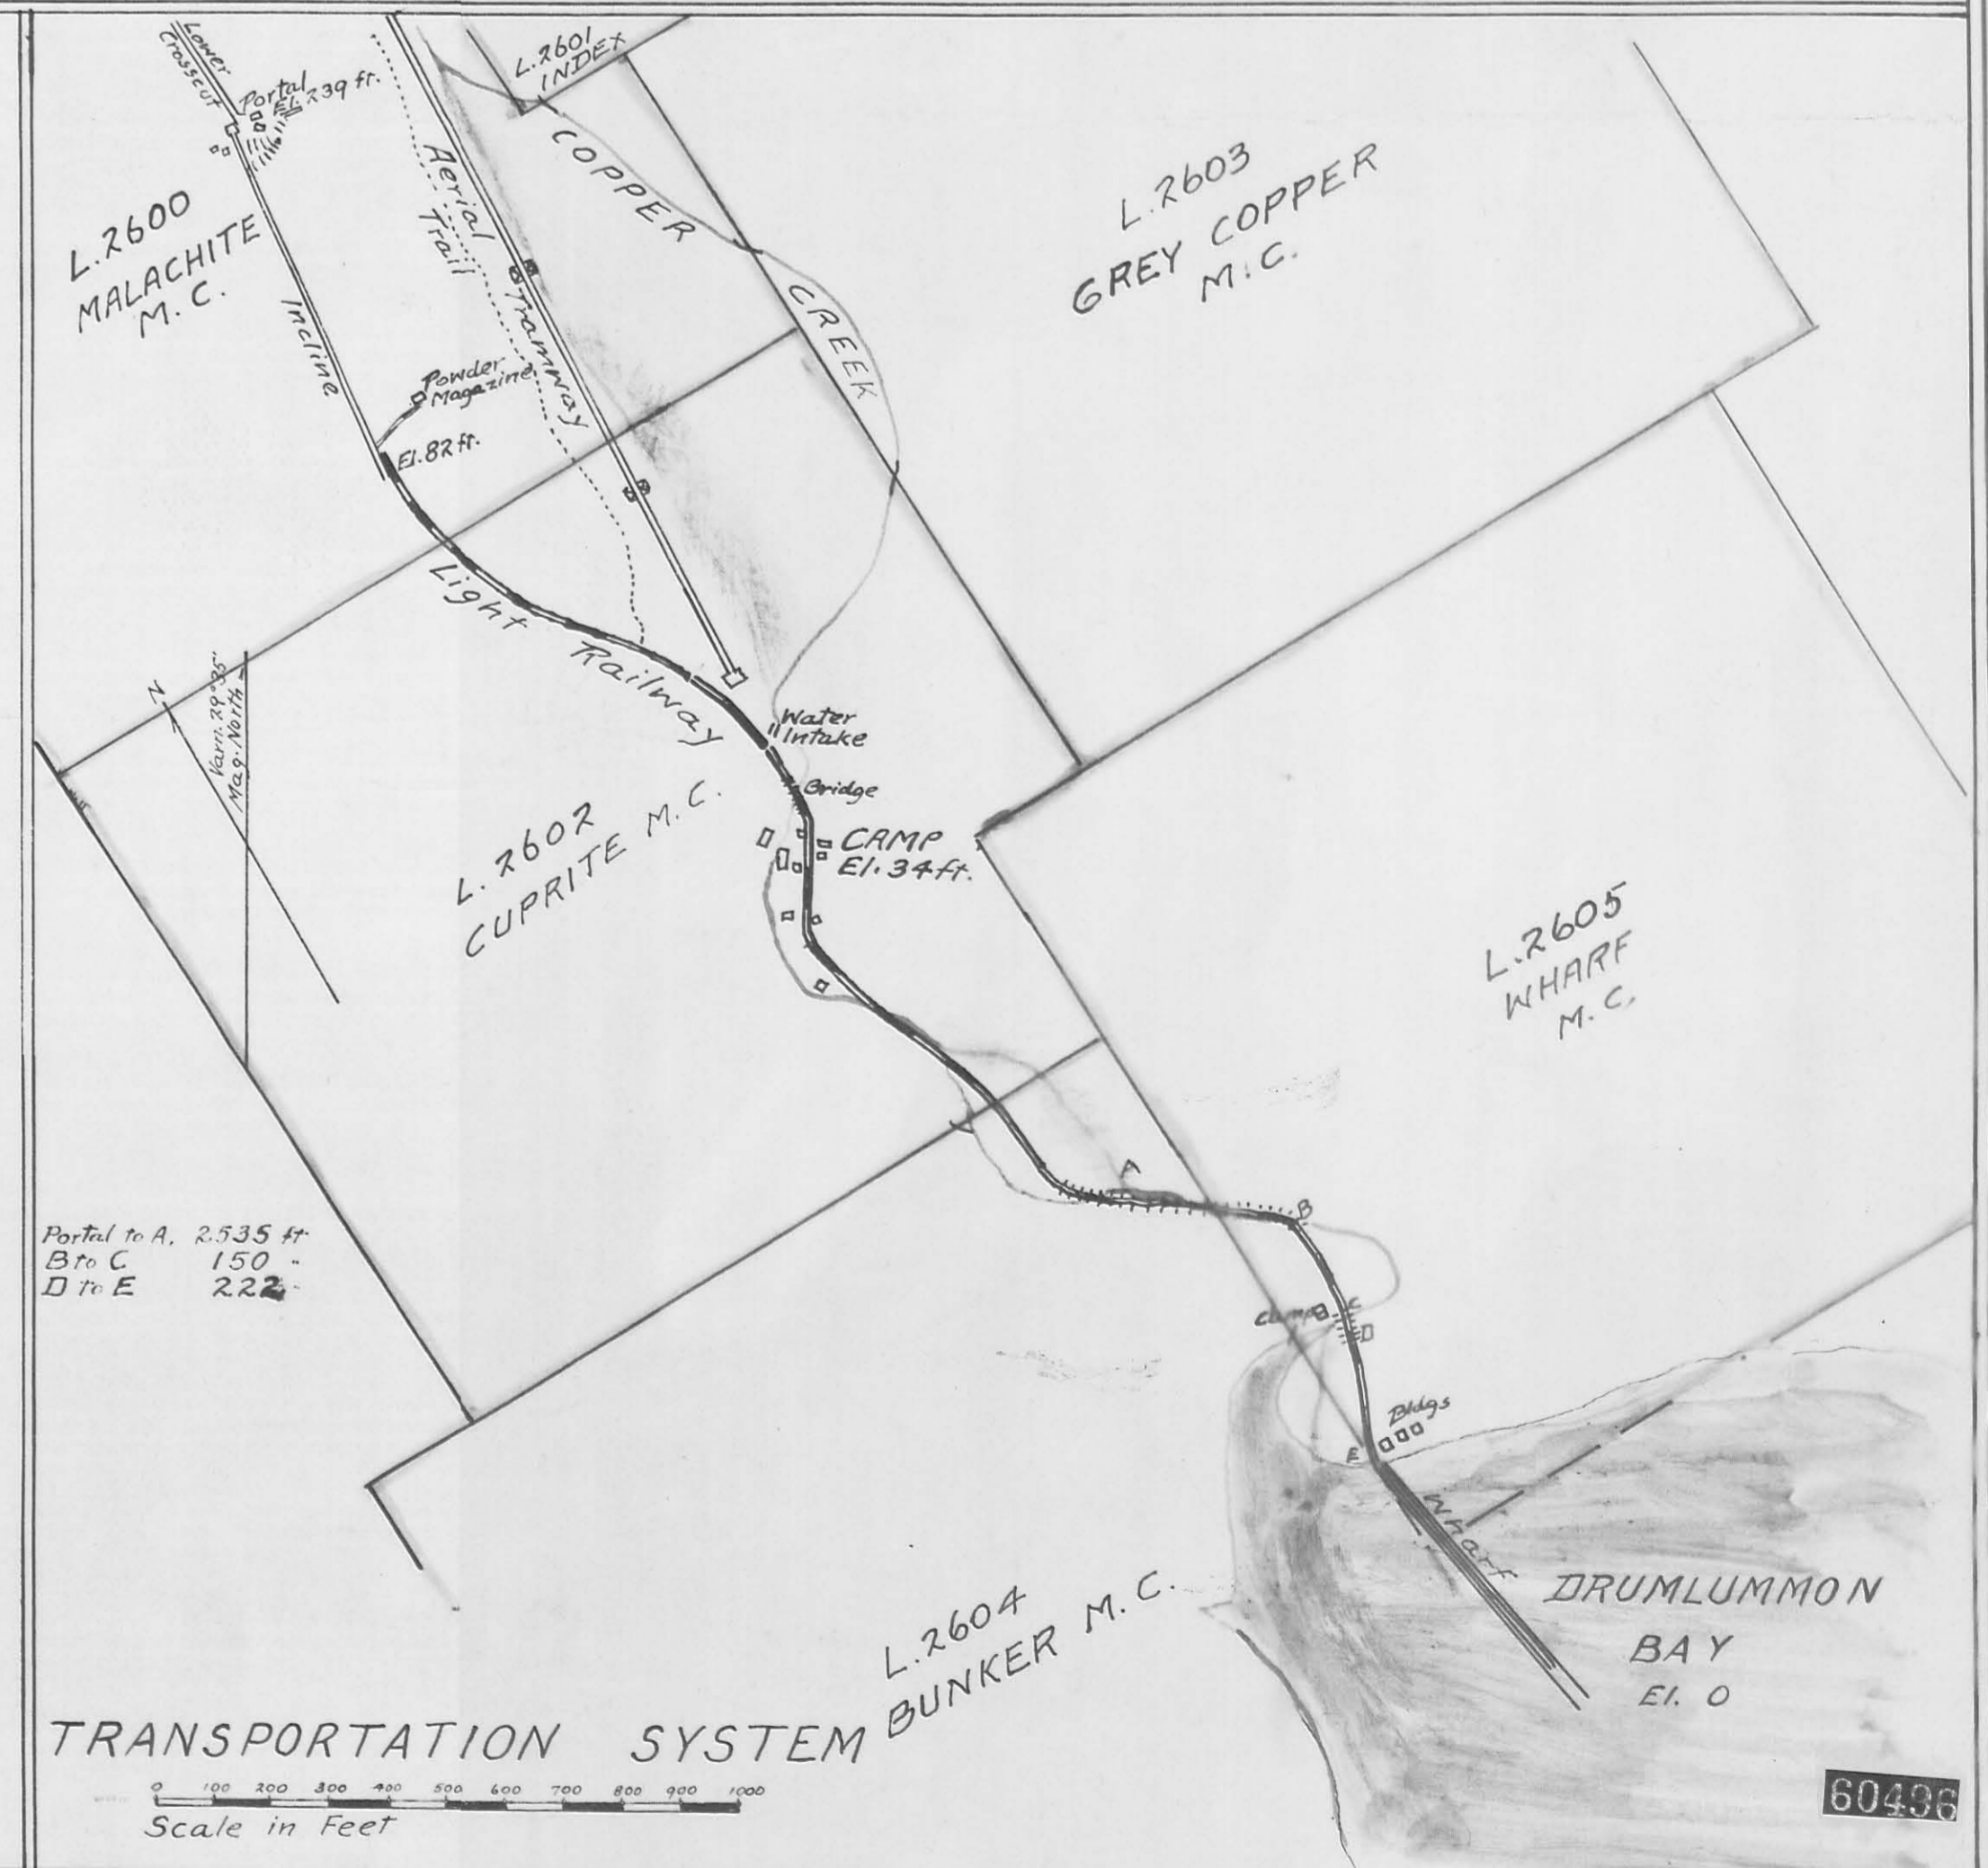 Lower
Crosscut
Portal
El. 239 ft.
L.2601
INDEX
COPPER
CREEK
L.2603
GREY COPPER
M.C.
L.2600
MALACHITE
M.C.
Incline
Aerial
Tramway
Trail
Powder
Magazine
El. 82 ft.
Light Railway
N
Varn. 29°35"
Mag. North
Water
Intake
Bridge
CAMP
El. 34 ft.
L. 2602
CUPRITE M.C.
L.2605
WHARF
M.C.
A
B
Portal to A. 2535 ft.
B to C 150 "
D to E 222 "
C
D
Bldgs
E
Wharf
DRUMLUMMON
BAY
El. 0
L.2604
BUNKER M.C.
TRANSPORTATION SYSTEM
0 100 200 300 400 500 600 700 800 900 1000
Scale in Feet
60496